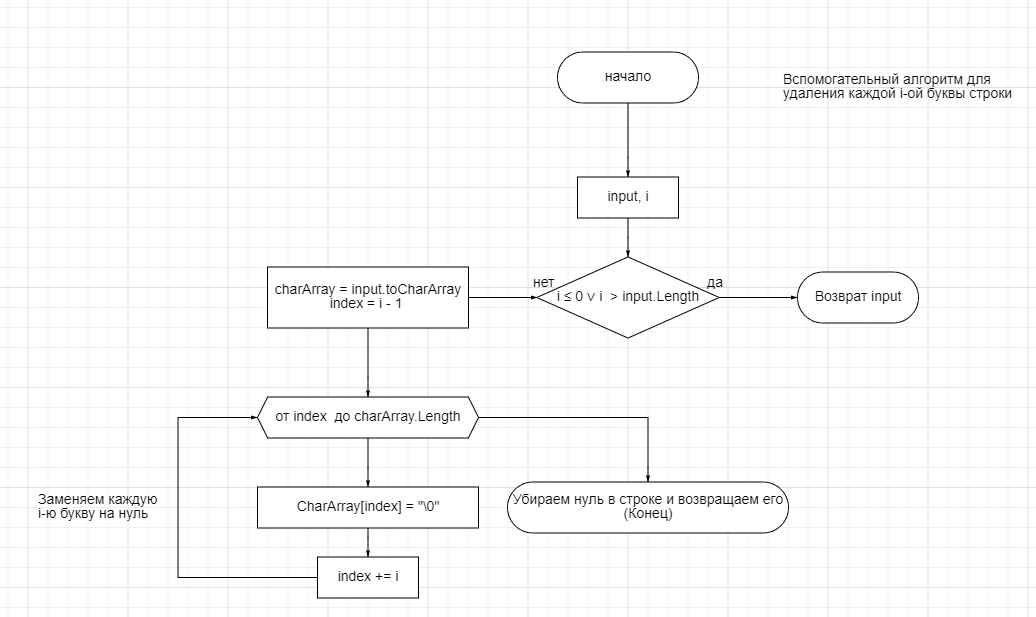 начало
Вспомогательный алгоритм для
удаления каждой i-ой буквы строки
input, i
нет
да
charArray = input.toCharArray
index = i - 1
i ≤ 0 ∨ i > input.Length
Возврат input
от index до charArray.Length
Заменяем каждую
i-ю букву на нуль
CharArray[index] = "\0"
Убираем нуль в строке и возвращаем его
(Конец)
index += i